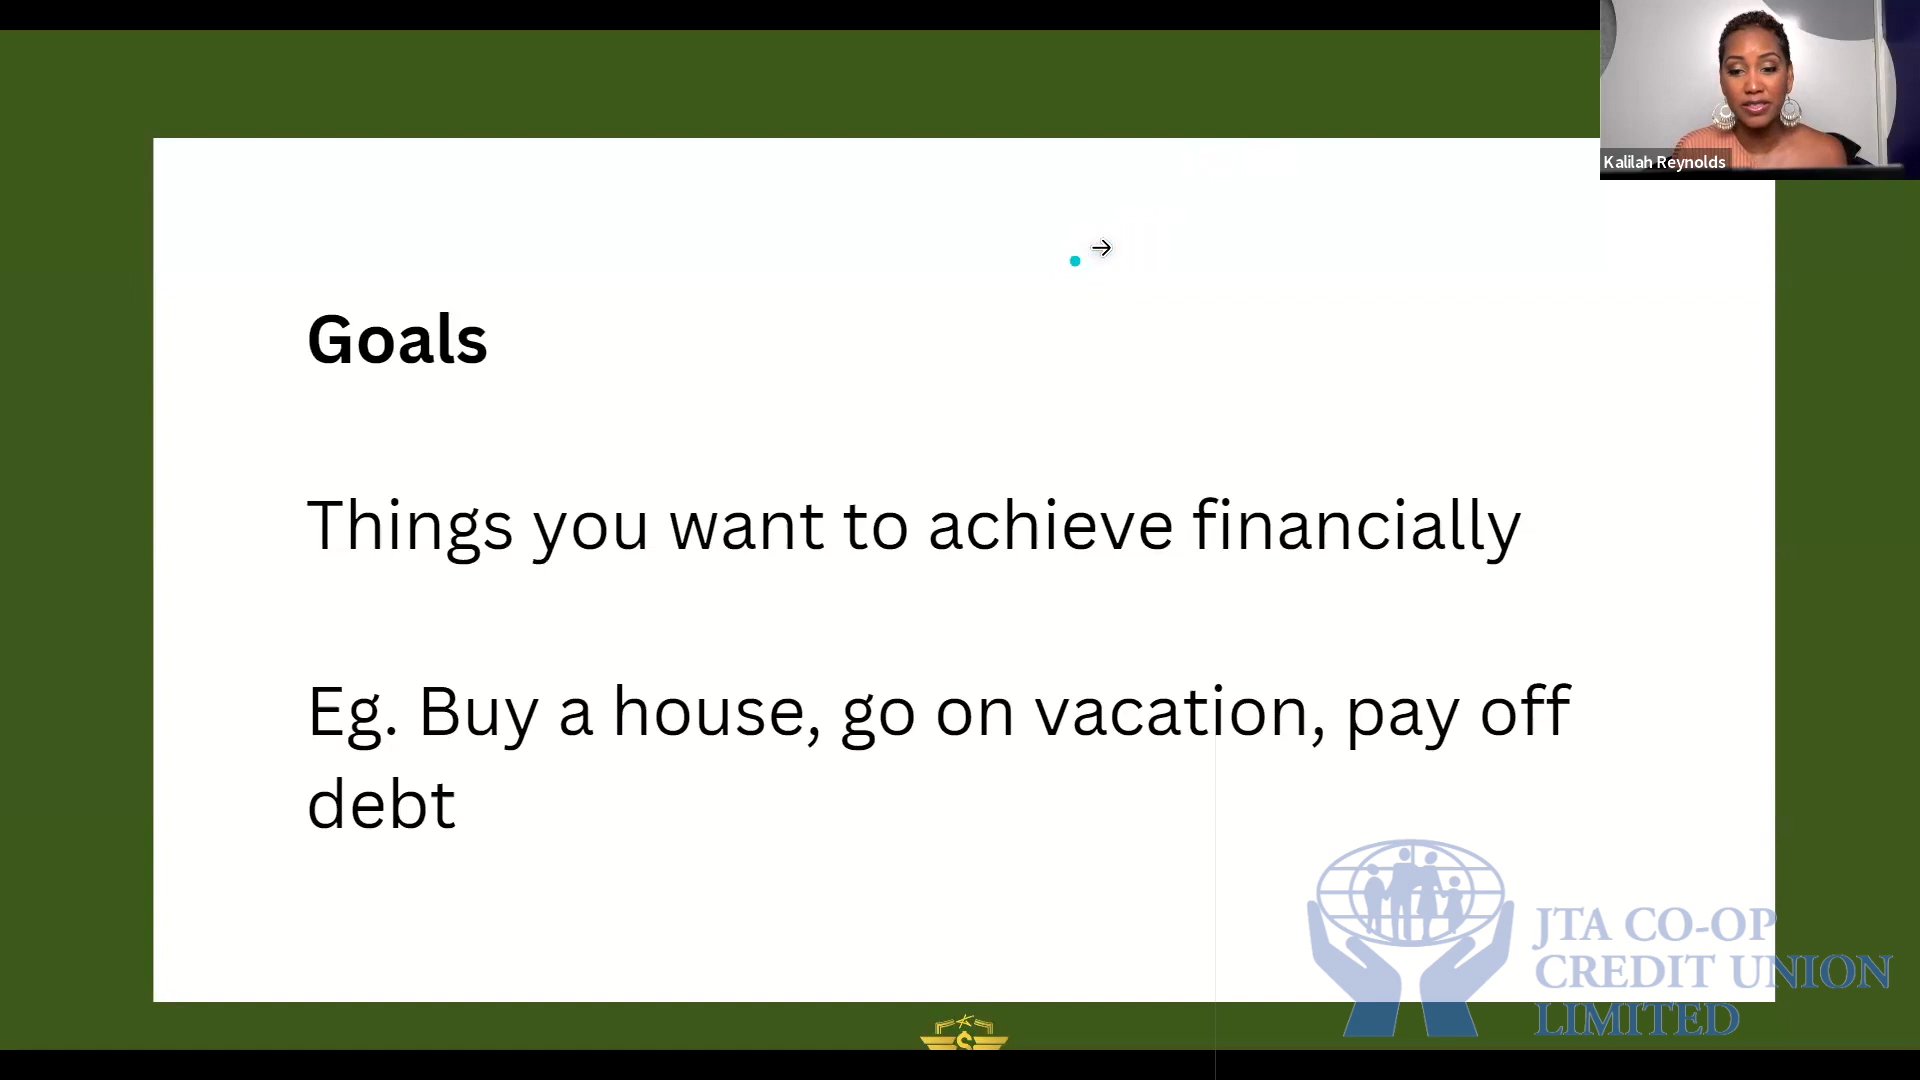 Kalilah Reynolds
Goals
Things you want to achieve financially
Eg. Buy a house, go on vacation, pay off
debt
JTA CO-OP
CREDIT UNION
LIMITED
$